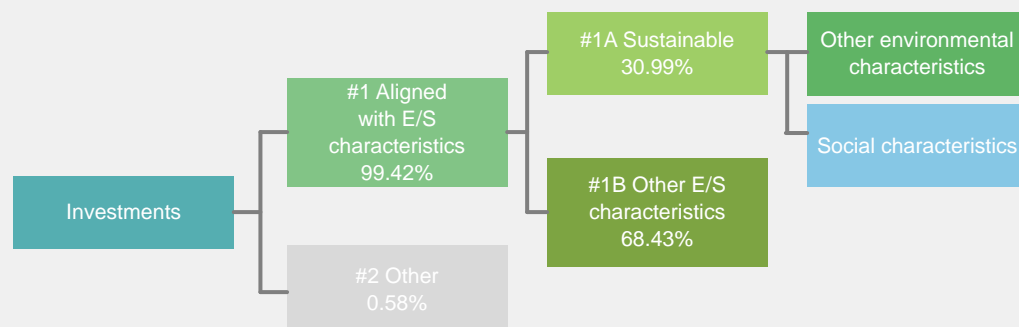 Investments
#1 Aligned
with E/S
characteristics
99.42%
#2 Other
0.58%
#1A Sustainable
30.99%
#1B Other E/S
characteristics
68.43%
Other environmental
characteristics
Social characteristics